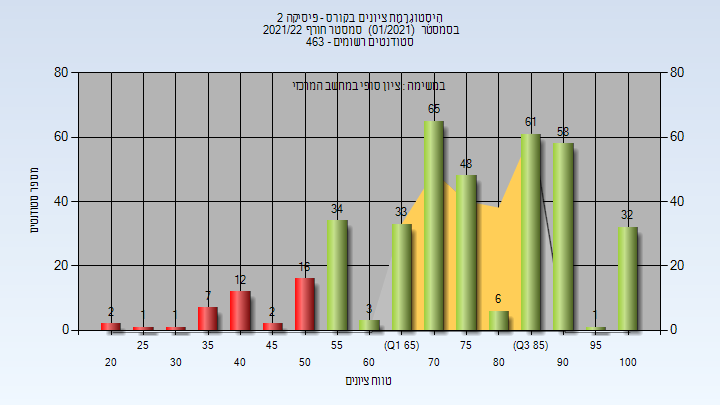 היסטוגרמת ציונים בקורס - פיסיקה 2
בסמסטר (01/2021) סמסטר חורף 2021/22
סטודנטים רשומים - 463
במשימה : ציון סופי במחשב המרכזי
מספר סטודנטים
80 80
60 60
40 40
20 20
0 0
2 1 1 7 12 2 16 34 3 33 65 48 6 61 58 1 32
25 35 45 55 (Q1 65) 75 (Q3 85) 95
20 30 40 50 60 70 80 90 100
טווח ציונים